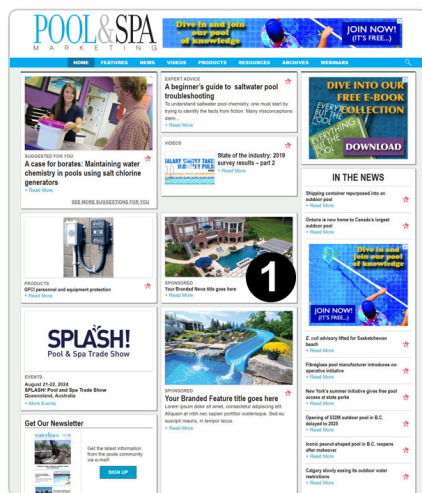 POOL&SPA
MARKETING
Dive in and join
our pool
of knowledge
JOIN NOW!
(IT'S FREE...)
HOME FEATURES NEWS VIDEOS PRODUCTS RESOURCES ARCHIVES WEBINARS
SUGGESTED FOR YOU
A case for borates: Maintaining water
chemistry in pools using salt chlorine
generators
+ Read More
SEE MORE SUGGESTIONS FOR YOU
EXPERT ADVICE
A beginner's guide to saltwater pool
troubleshooting
To understand saltwater pool chemistry, one must start by
trying to identify the facts from fiction. Many misconceptions
stem...
+ Read More
VIDEOS
State of the Industry: 2019
survey results – part 2
+ Read More
PRODUCTS
GFCI personnel and equipment protection
+ Read More
SPONSORED
Your Branded News title goes here
+ Read More
1
SPLASH!
Pool & Spa Trade Show
EVENTS
August 21-22, 2024
SPLASH! Pool and Spa Trade Show
Queensland, Australia
+ More Events
SPONSORED
Your Branded Feature title goes here
Lorem ipsum dolor sit amet, consectetur adipiscing elit.
Aliquam at nibh nec sapien porttitor scelerisque. Sed eu
suscipit mauris, in tempor lacus.
+ Read More
Get Our Newsletter
waterlines
Get the latest information
from the pools community
via e-mail!
SIGN UP
DIVE INTO OUR
FREE E-BOOK
COLLECTION
EVERYTHING
BUT THE
POOL
DOWNLOAD
IN THE NEWS
Shipping container repurposed into an
outdoor pool
+ Read More
Ontario is now home to Canada's largest
outdoor pool
+ Read More
Dive in and
join our pool
of knowledge
JOIN NOW!
(IT'S FREE...)
E. coli advisory lifted for Saskatchewan
beach
+ Read More
Fibreglass pool manufacturer introduces co-
operative initiative
+ Read More
New York's summer initiative gives free pool
access at state parks
+ Read More
Opening of $32M outdoor pool in B.C.
delayed to 2025
+ Read More
Iconic peanut-shaped pool in B.C. reopens
after makeover
+ Read More
Calgary slowly easing its outdoor water
restrictions
+ Read More